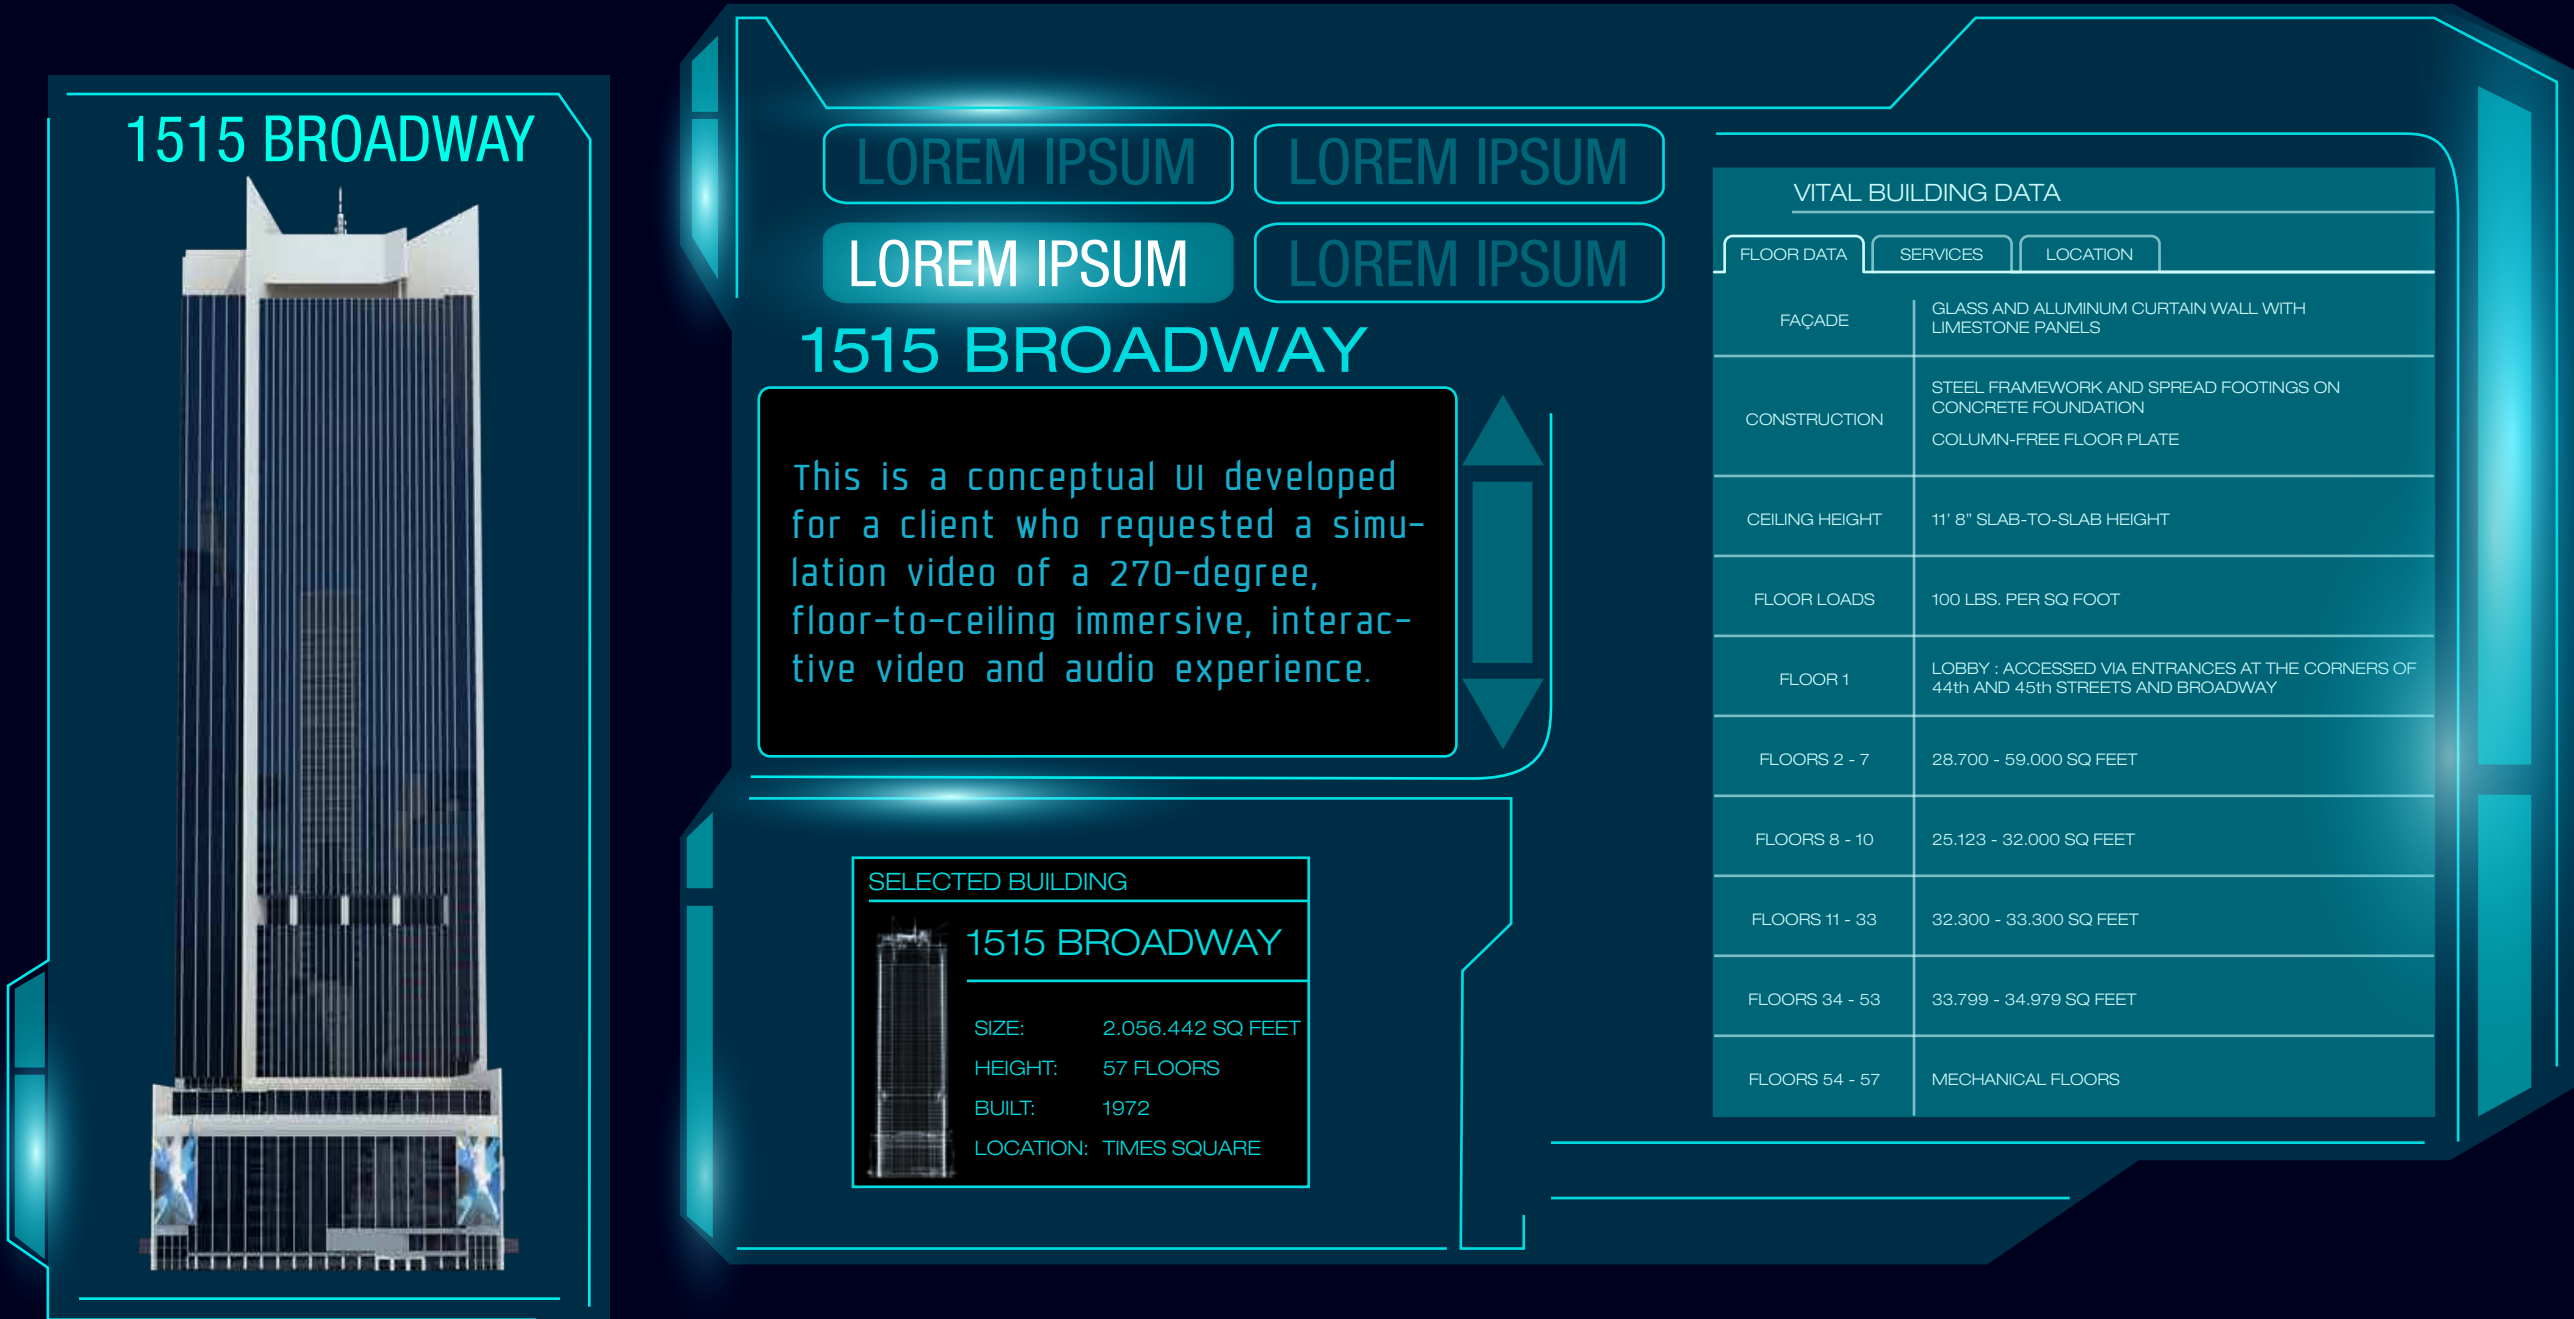 1515 BROADWAY
LOREM IPSUM
LOREM IPSUM
LOREM IPSUM
LOREM IPSUM
1515 BROADWAY
This is a conceptual UI developed
for a client who requested a simu-
lation video of a 270-degree,
floor-to-ceiling immersive, interac-
tive video and audio experience.
SELECTED BUILDING
1515 BROADWAY
SIZE: 2.056.442 SQ FEET
HEIGHT: 57 FLOORS
BUILT: 1972
LOCATION: TIMES SQUARE
VITAL BUILDING DATA
FLOOR DATA
SERVICES
LOCATION
FAÇADE
GLASS AND ALUMINUM CURTAIN WALL WITH
LIMESTONE PANELS
CONSTRUCTION
STEEL FRAMEWORK AND SPREAD FOOTINGS ON
CONCRETE FOUNDATION
COLUMN-FREE FLOOR PLATE
CEILING HEIGHT
11' 8" SLAB-TO-SLAB HEIGHT
FLOOR LOADS
100 LBS. PER SQ FOOT
FLOOR 1
LOBBY : ACCESSED VIA ENTRANCES AT THE CORNERS OF
44th AND 45th STREETS AND BROADWAY
FLOORS 2 - 7
28.700 - 59.000 SQ FEET
FLOORS 8 - 10
25.123 - 32.000 SQ FEET
FLOORS 11 - 33
32.300 - 33.300 SQ FEET
FLOORS 34 - 53
33.799 - 34.979 SQ FEET
FLOORS 54 - 57
MECHANICAL FLOORS